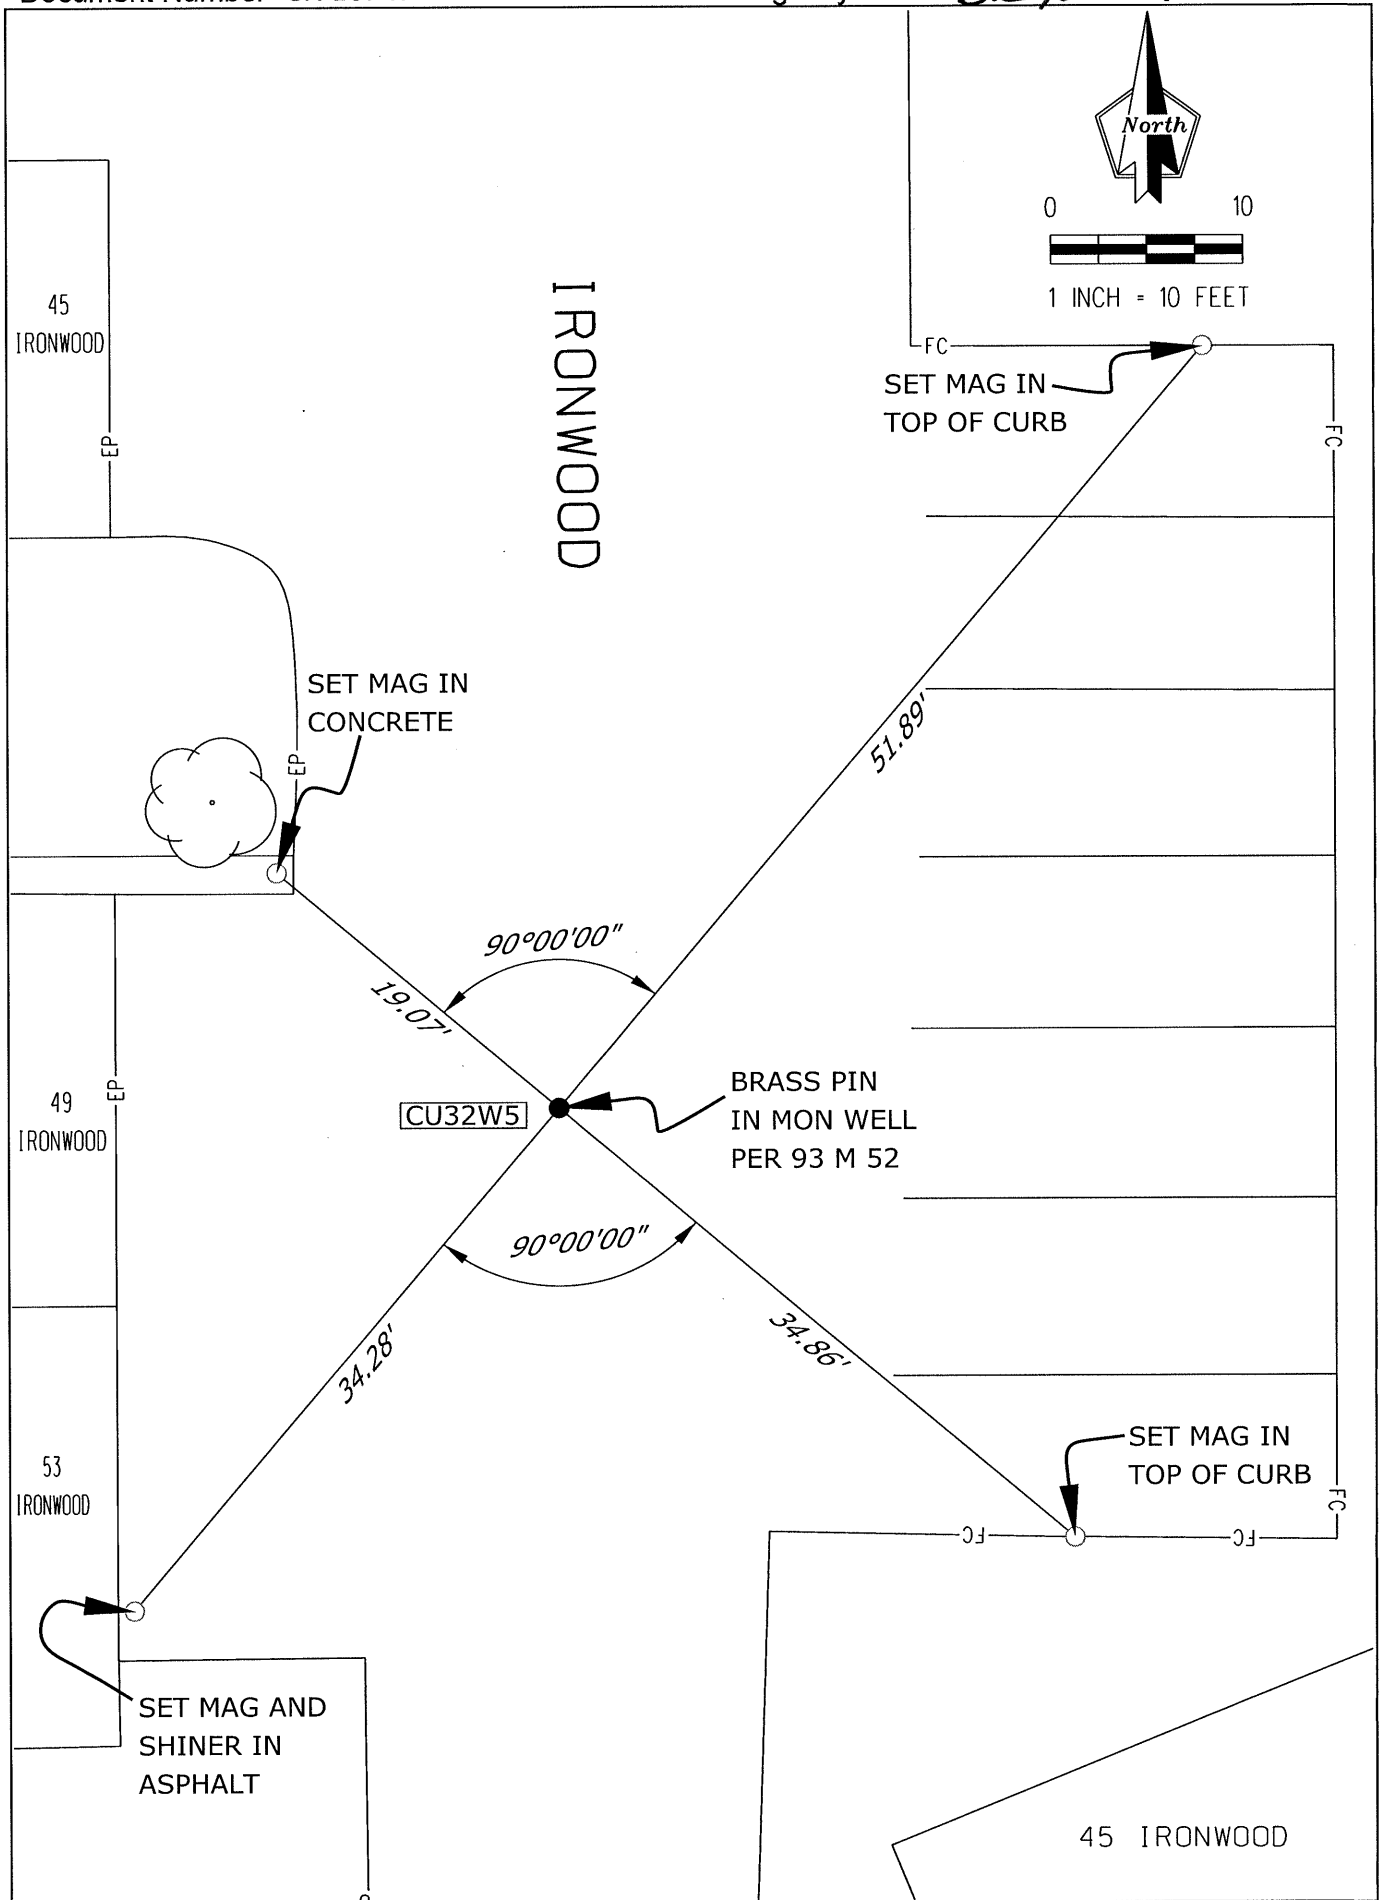 Document Number
North
0 10
1 INCH = 10 FEET
FC
SET MAG IN
TOP OF CURB
FC
45
IRONWOOD
EP
IRONWOOD
SET MAG IN
CONCRETE
EP
51.89'
90°00'00"
19.07'
CU32W5
BRASS PIN
IN MON WELL
PER 93 M 52
49
IRONWOOD
EP
90°00'00"
34.28'
34.86'
SET MAG IN
TOP OF CURB
53
IRONWOOD
FC
FC
FC
SET MAG AND
SHINER IN
ASPHALT
45 IRONWOOD